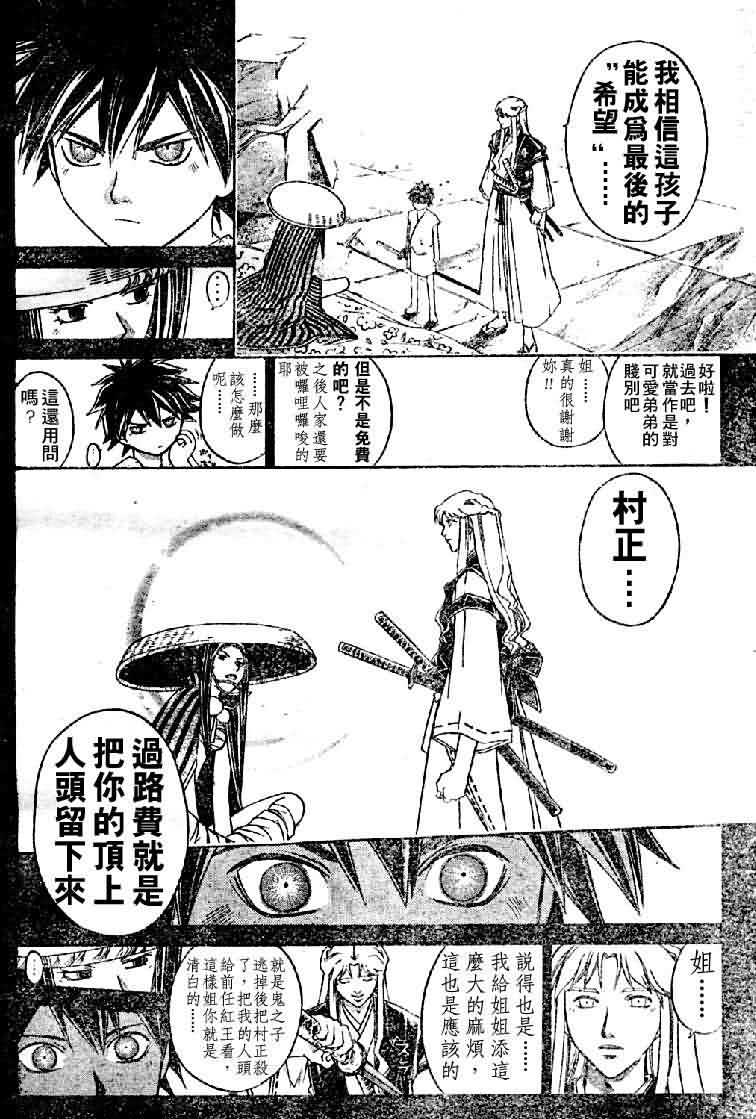 我相信這孩子
能成爲最後的
〝希望〞……
…
好啦！
過去吧，
就當作是對
可愛弟弟的
賤別吧
姐……
真的很謝謝
妳!!
但是不是免費
的吧？
之後人家還要
被囉哩囉唆的
耶
……那麼
該怎麼做
呢……
這還用問
嗎？
村正……
過路費就是
把你的頂上
人頭留下來
姐……
說得也是……
我給姐姐添這
麼大的麻煩，
這也是應該的
就是鬼之子
逃掉後把村正殺
了，把我的人頭
給前任紅王看，
這樣姐你就是
清白的……
…